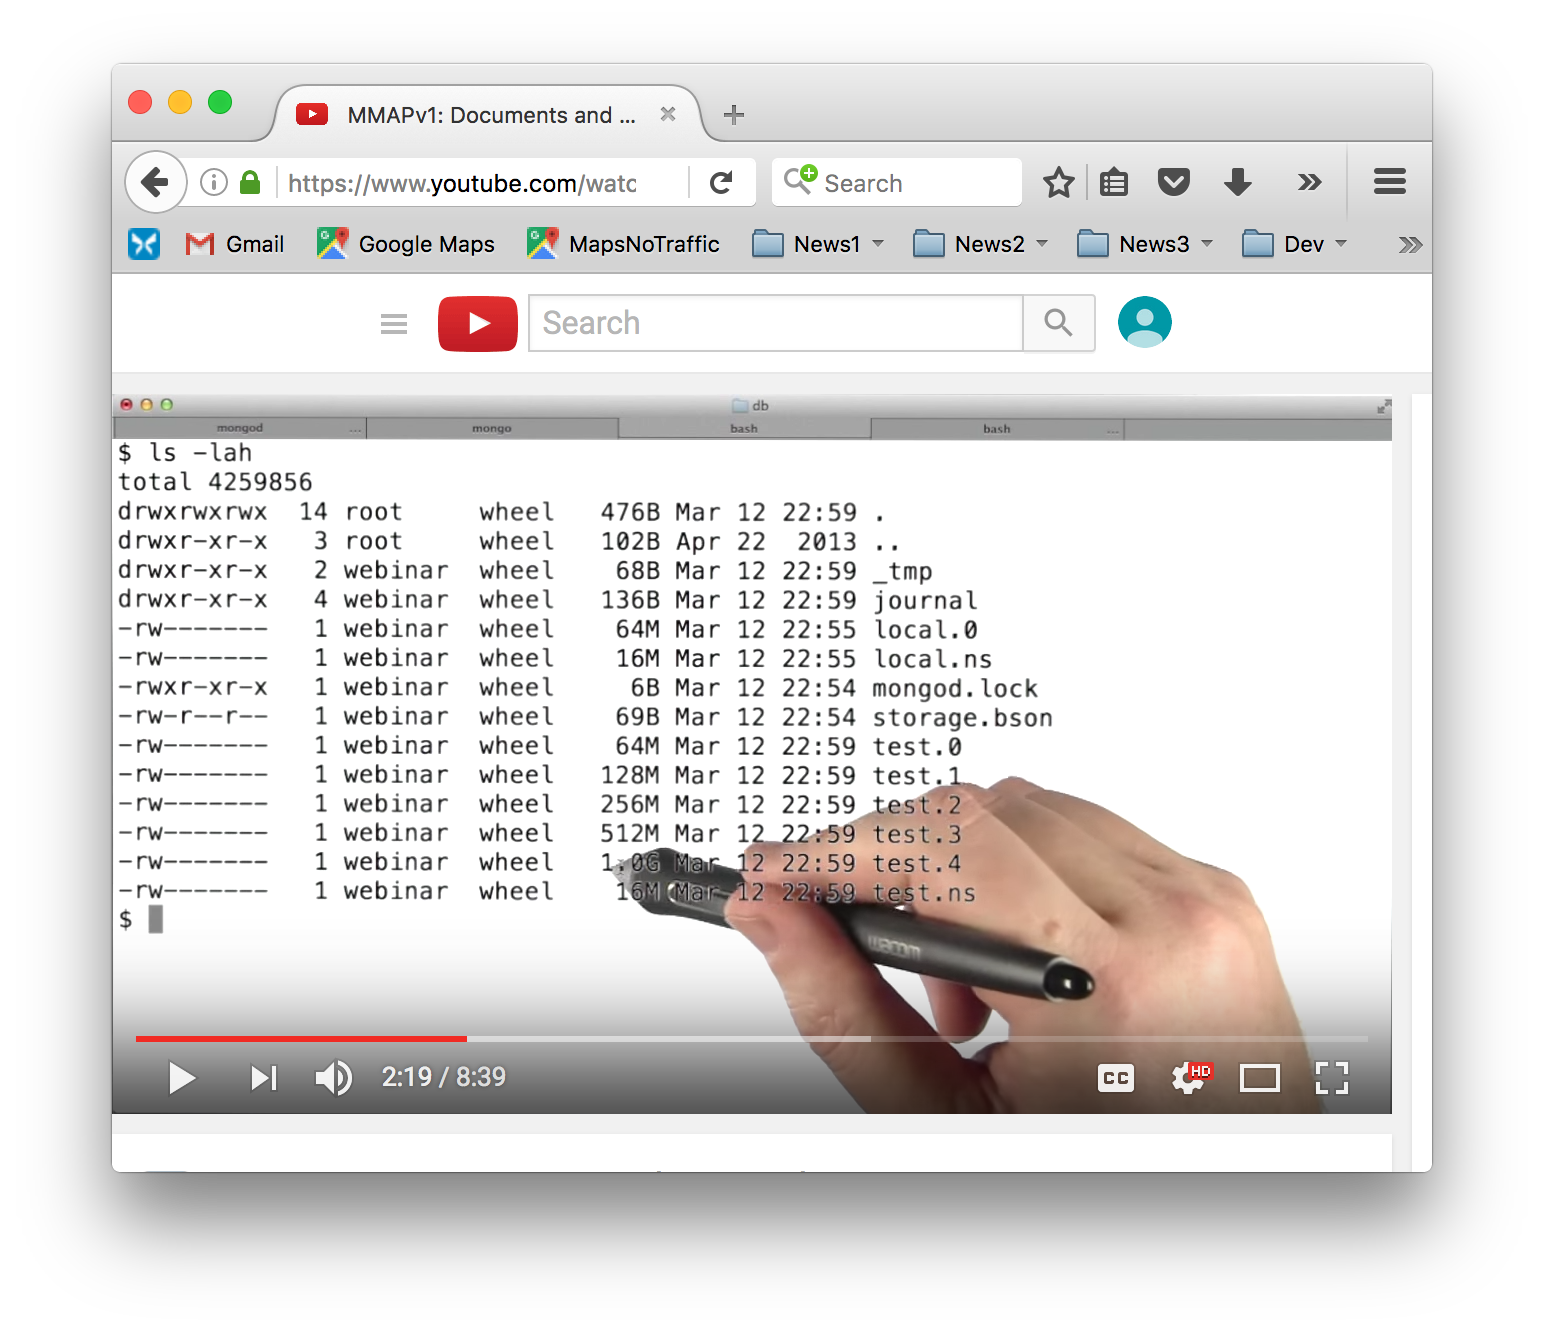 MMAPv1: Documents and ...
https://www.youtube.com/watc
Search
Gmail Google Maps MapsNoTraffic News1 News2 News3 Dev
Search
db
mongod ... mongo bash bash ...
$ ls -lah
total 4259856
drwxrwxrwx 14 root wheel 476B Mar 12 22:59 .
drwxr-xr-x 3 root wheel 102B Apr 22 2013 ..
drwxr-xr-x 2 webinar wheel 68B Mar 12 22:59 _tmp
drwxr-xr-x 4 webinar wheel 136B Mar 12 22:59 journal
-rw------- 1 webinar wheel 64M Mar 12 22:55 local.0
-rw------- 1 webinar wheel 16M Mar 12 22:55 local.ns
-rwxr-xr-x 1 webinar wheel 6B Mar 12 22:54 mongod.lock
-rw-r--r-- 1 webinar wheel 69B Mar 12 22:54 storage.bson
-rw------- 1 webinar wheel 64M Mar 12 22:59 test.0
-rw------- 1 webinar wheel 128M Mar 12 22:59 test.1
-rw------- 1 webinar wheel 256M Mar 12 22:59 test.2
-rw------- 1 webinar wheel 512M Mar 12 22:59 test.3
-rw------- 1 webinar wheel 1.0G Mar 12 22:59 test.4
-rw------- 1 webinar wheel 16M Mar 12 22:59 test.ns
$
wacom
2:19 / 8:39 CC HD